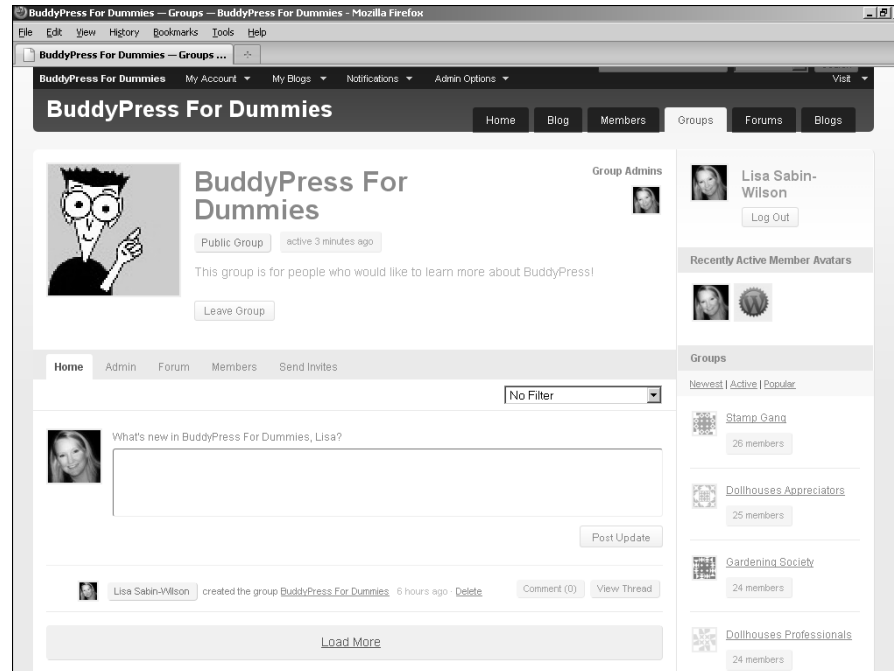 BuddyPress For Dummies — Groups — BuddyPress For Dummies - Mozilla Firefox
File Edit View History Bookmarks Tools Help
BuddyPress For Dummies — Groups ...
BuddyPress For Dummies My Account My Blogs Notifications Admin Options Visit
BuddyPress For Dummies
Home Blog Members Groups Forums Blogs
BuddyPress For
Dummies
Public Group active 3 minutes ago
This group is for people who would like to learn more about BuddyPress!
Leave Group
Group Admins
Home Admin Forum Members Send Invites
No Filter
What's new in BuddyPress For Dummies, Lisa?
Post Update
Lisa Sabin-Wilson created the group BuddyPress For Dummies 6 hours ago · Delete Comment (0) View Thread
Load More
Lisa Sabin-
Wilson
Log Out
Recently Active Member Avatars
Groups
Newest | Active | Popular
Stamp Gang
26 members
Dollhouses Appreciators
25 members
Gardening Society
24 members
Dollhouses Professionals
24 members